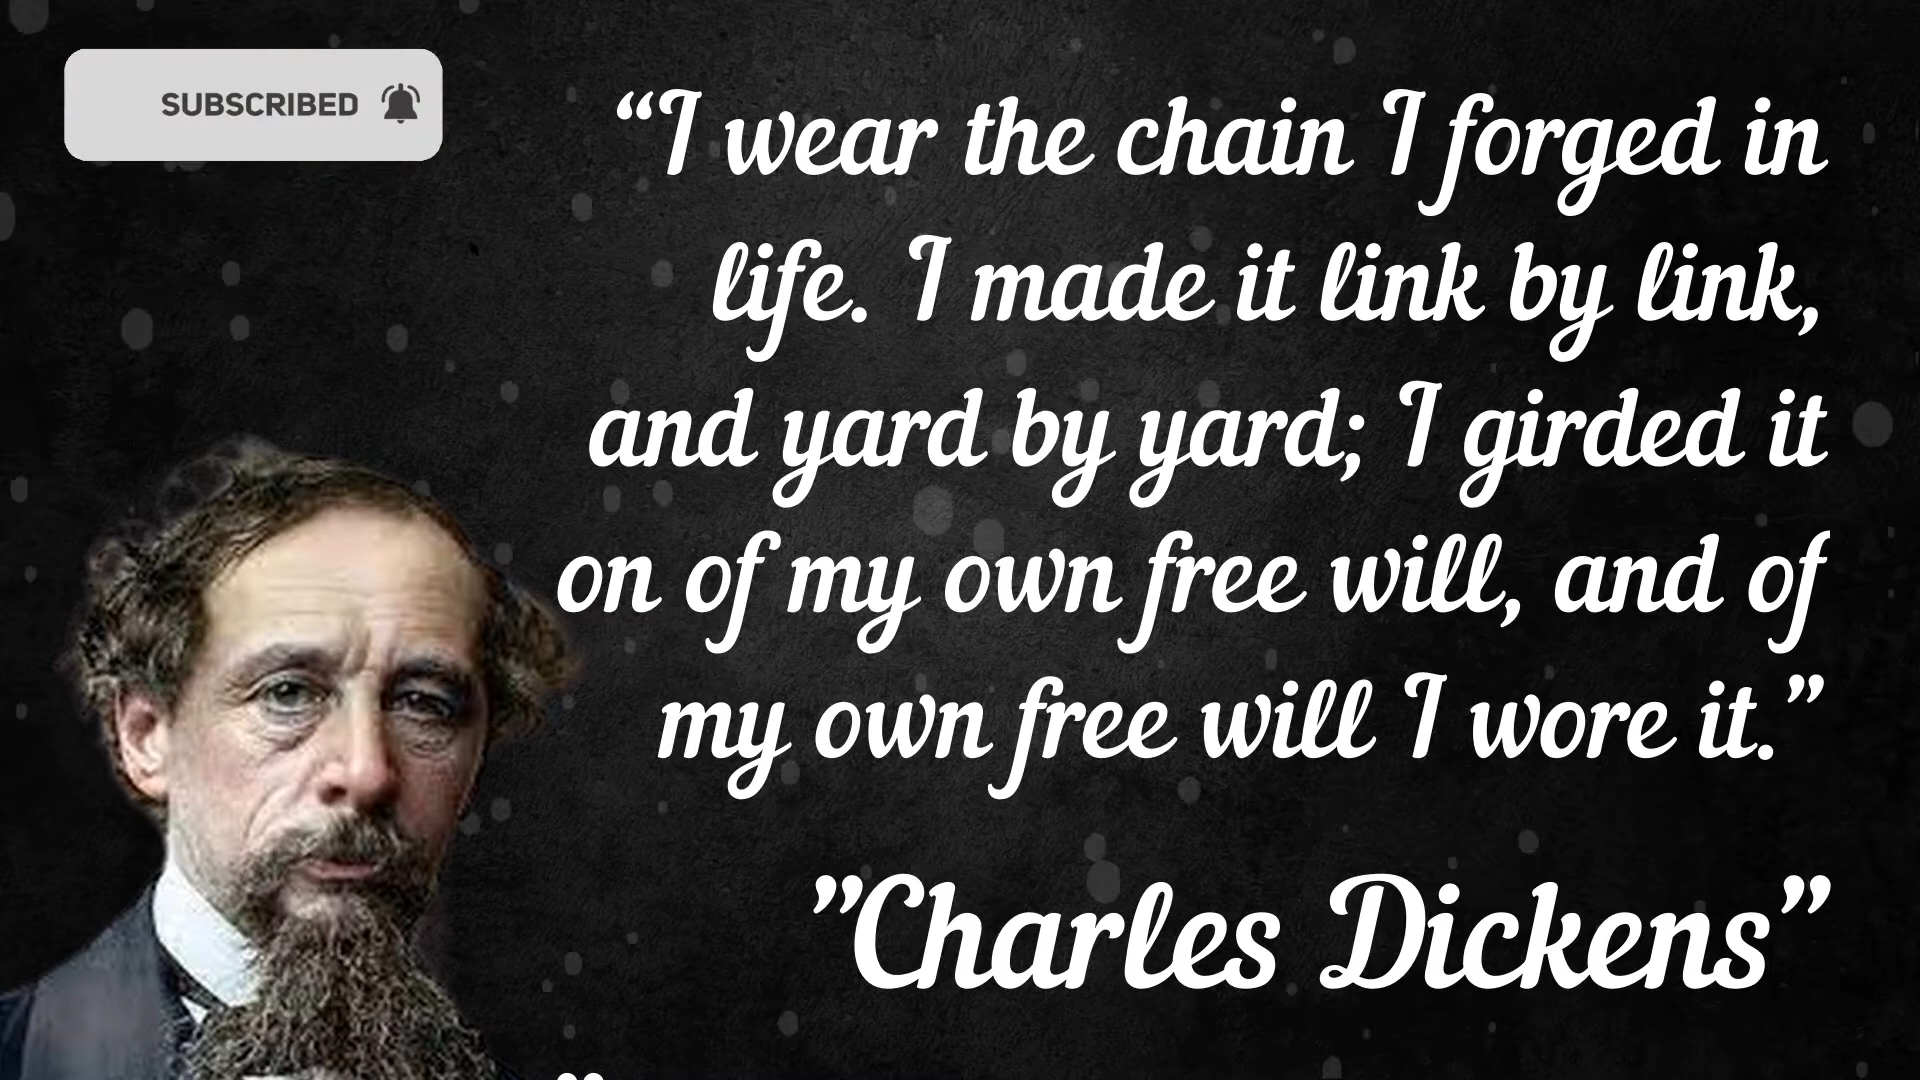 SUBSCRIBED
“I wear the chain I forged in
life. I made it link by link,
and yard by yard; I girded it
on of my own free will, and of
my own free will I wore it.”
”Charles Dickens”
”